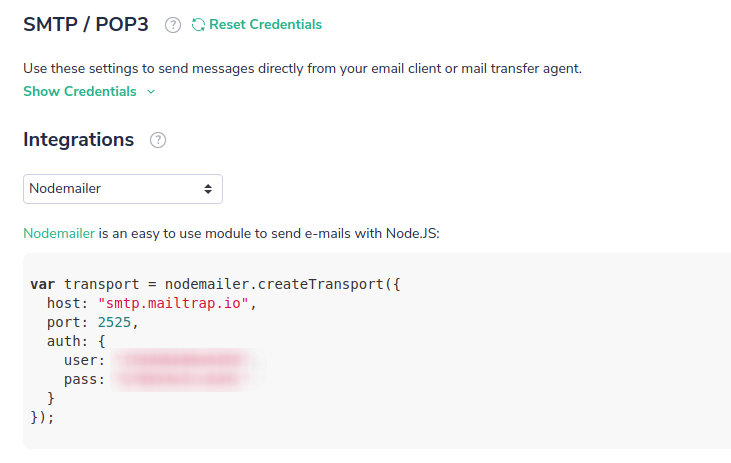 SMTP / POP3 ? Reset Credentials
Use these settings to send messages directly from your email client or mail transfer agent.
Show Credentials
Integrations ?
Nodemailer
Nodemailer is an easy to use module to send e-mails with Node.JS:
var transport = nodemailer.createTransport({
  host: "smtp.mailtrap.io",
  port: 2525,
  auth: {
    user:
    pass:
  }
});